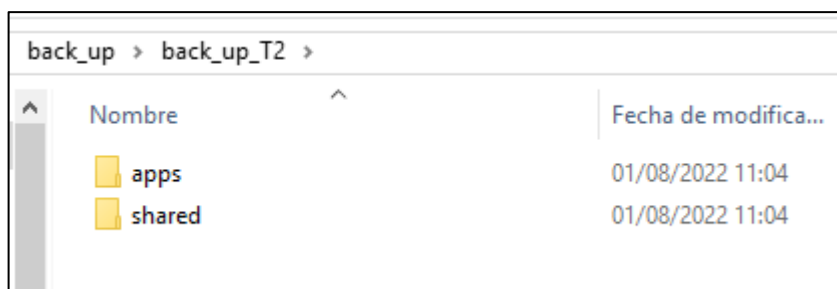 back_up > back_up_T2 >
Nombre Fecha de modifica...
apps 01/08/2022 11:04
shared 01/08/2022 11:04